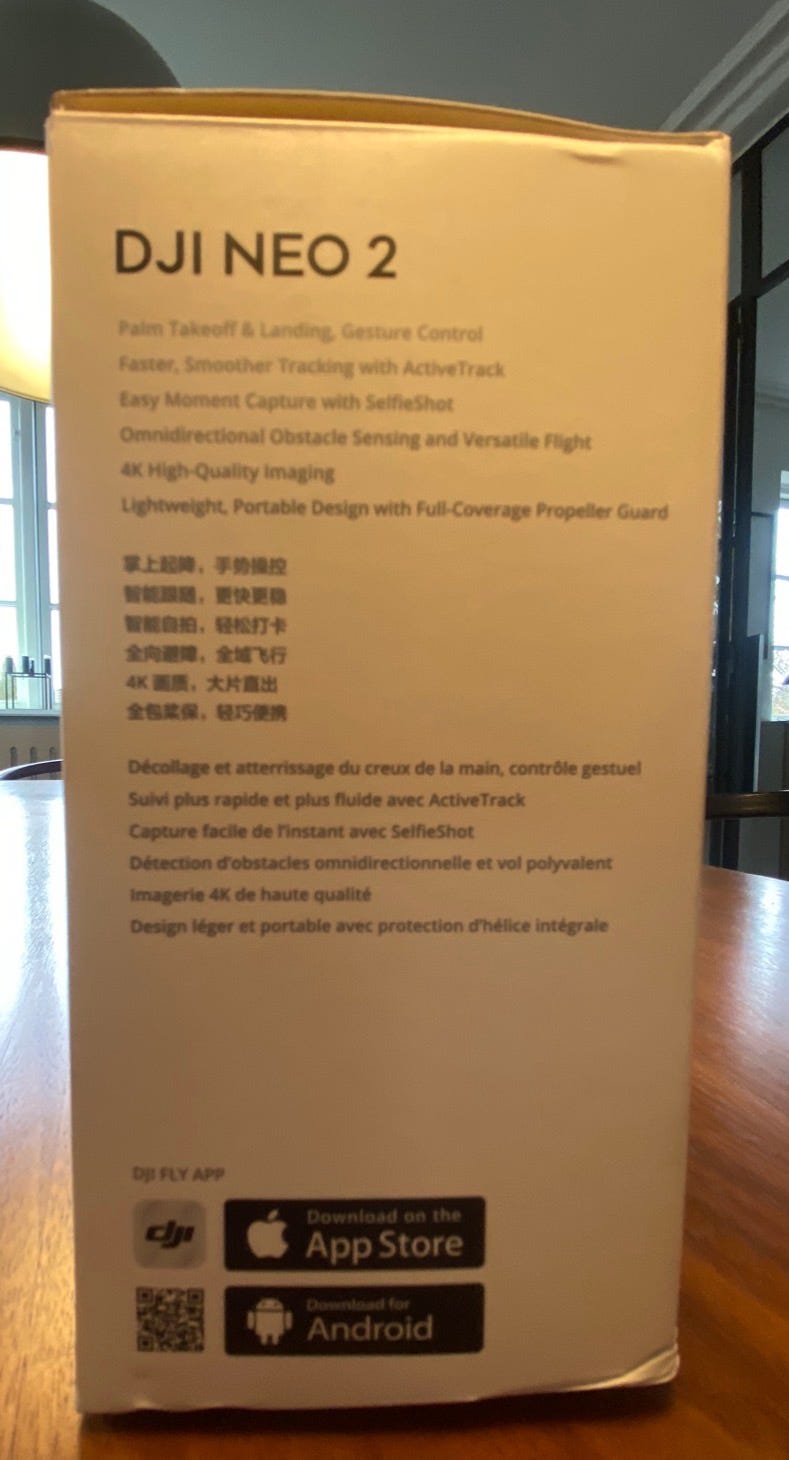 DJI NEO 2
Palm Takeoff & Landing, Gesture Control
Faster, Smoother Tracking with ActiveTrack
Easy Moment Capture with SelfieShot
Omnidirectional Obstacle Sensing and Versatile Flight
4K High-Quality Imaging
Lightweight, Portable Design with Full-Coverage Propeller Guard
掌上起降，手势操控
智能跟随，更快更稳
智能自拍，轻松打卡
全向避障，全域飞行
4K 画质，大片直出
全包桨保，轻巧便携
Décollage et atterrissage du creux de la main, contrôle gestuel
Suivi plus rapide et plus fluide avec ActiveTrack
Capture facile de l'instant avec SelfieShot
Détection d'obstacles omnidirectionnelle et vol polyvalent
Imagerie 4K de haute qualité
Design léger et portable avec protection d'hélice intégrale
DJI FLY APP
dji
Download on the
App Store
Download for
Android